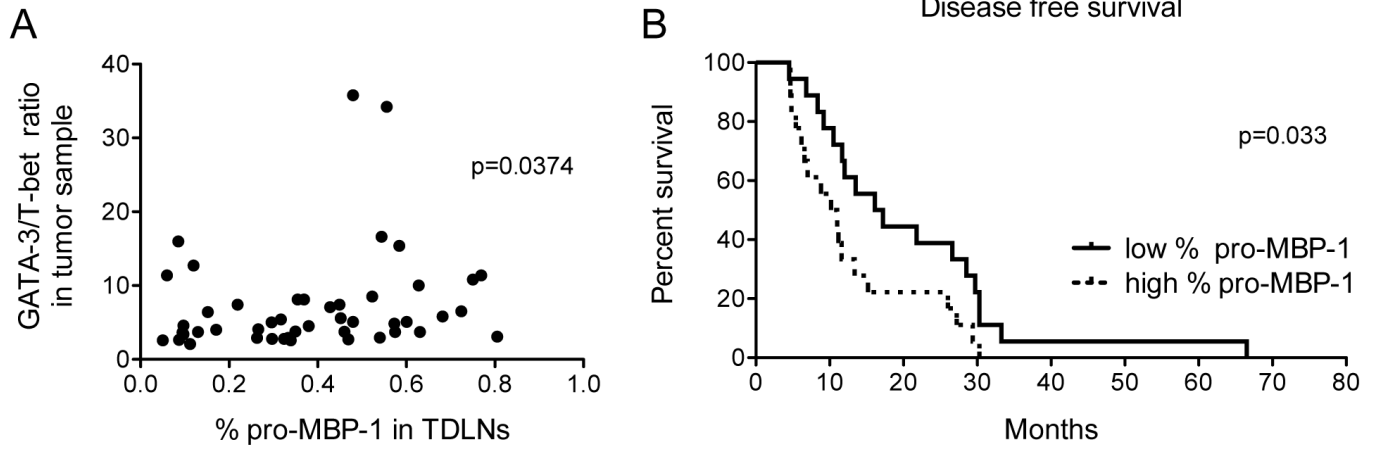 A
GATA-3/T-bet ratio
in tumor sample
40
30
20
10
0
p=0.0374
0.0 0.2 0.4 0.6 0.8 1.0
% pro-MBP-1 in TDLNs
B
Disease free survival
Percent survival
100
80
60
40
20
0
p=0.033
low % pro-MBP-1
high % pro-MBP-1
0 10 20 30 40 50 60 70 80
Months